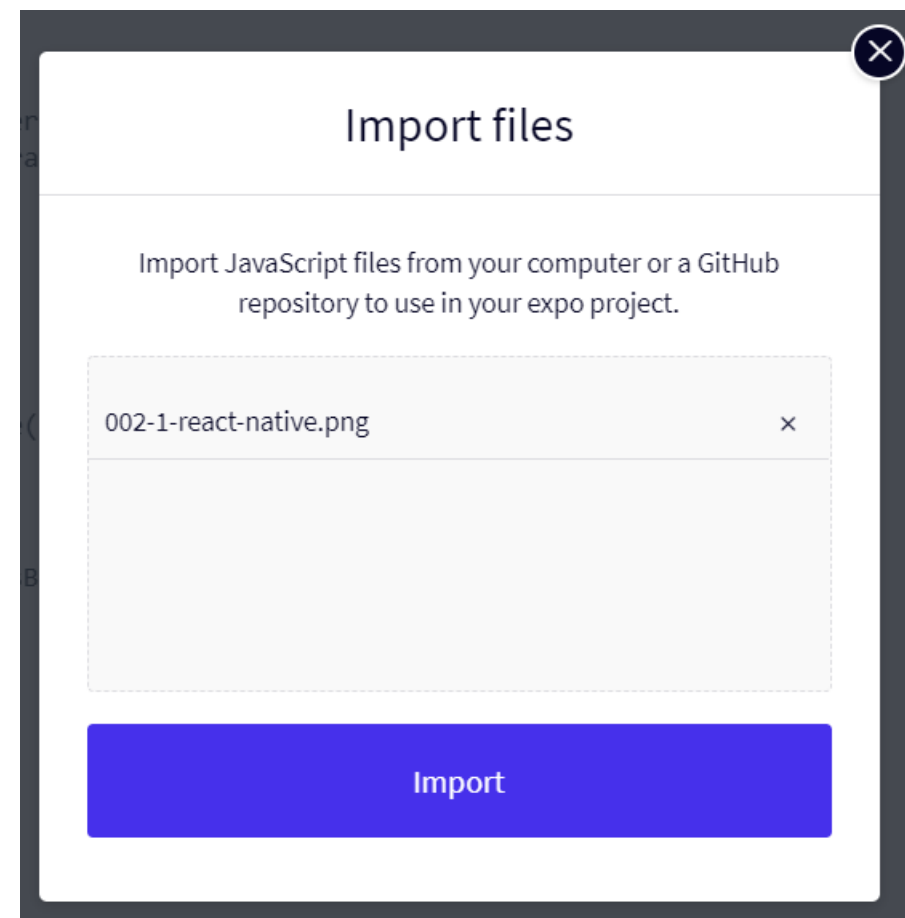 Import files
Import JavaScript files from your computer or a GitHub
repository to use in your expo project.
002-1-react-native.png
Import